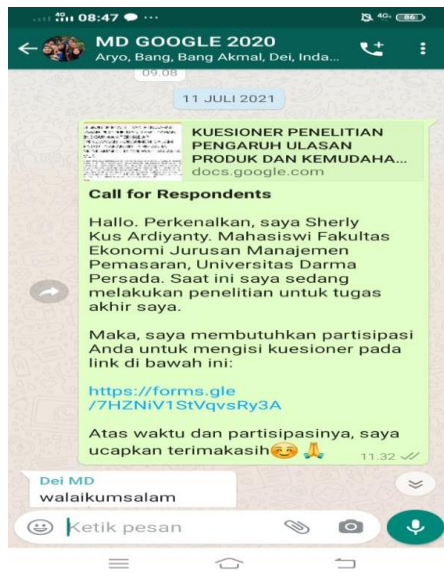 08:47
4G
86
MD GOOGLE 2020
Aryo, Bang, Bang Akmal, Dei, Inda...
09.08
11 JULI 2021
KUESIONER PENELITIAN
PENGARUH ULASAN
PRODUK DAN KEMUDAHA...
docs.google.com
Call for Respondents
Hallo. Perkenalkan, saya Sherly
Kus Ardiyanty. Mahasiswi Fakultas
Ekonomi Jurusan Manajemen
Pemasaran, Universitas Darma
Persada. Saat ini saya sedang
melakukan penelitian untuk tugas
akhir saya.
Maka, saya membutuhkan partisipasi
Anda untuk mengisi kuesioner pada
link di bawah ini:
https://forms.gle
/7HZNiV1StVqvsRy3A
Atas waktu dan partisipasinya, saya
ucapkan terimakasih☺️🙏
11.32
Dei MD
walaikumsalam
Ketik pesan